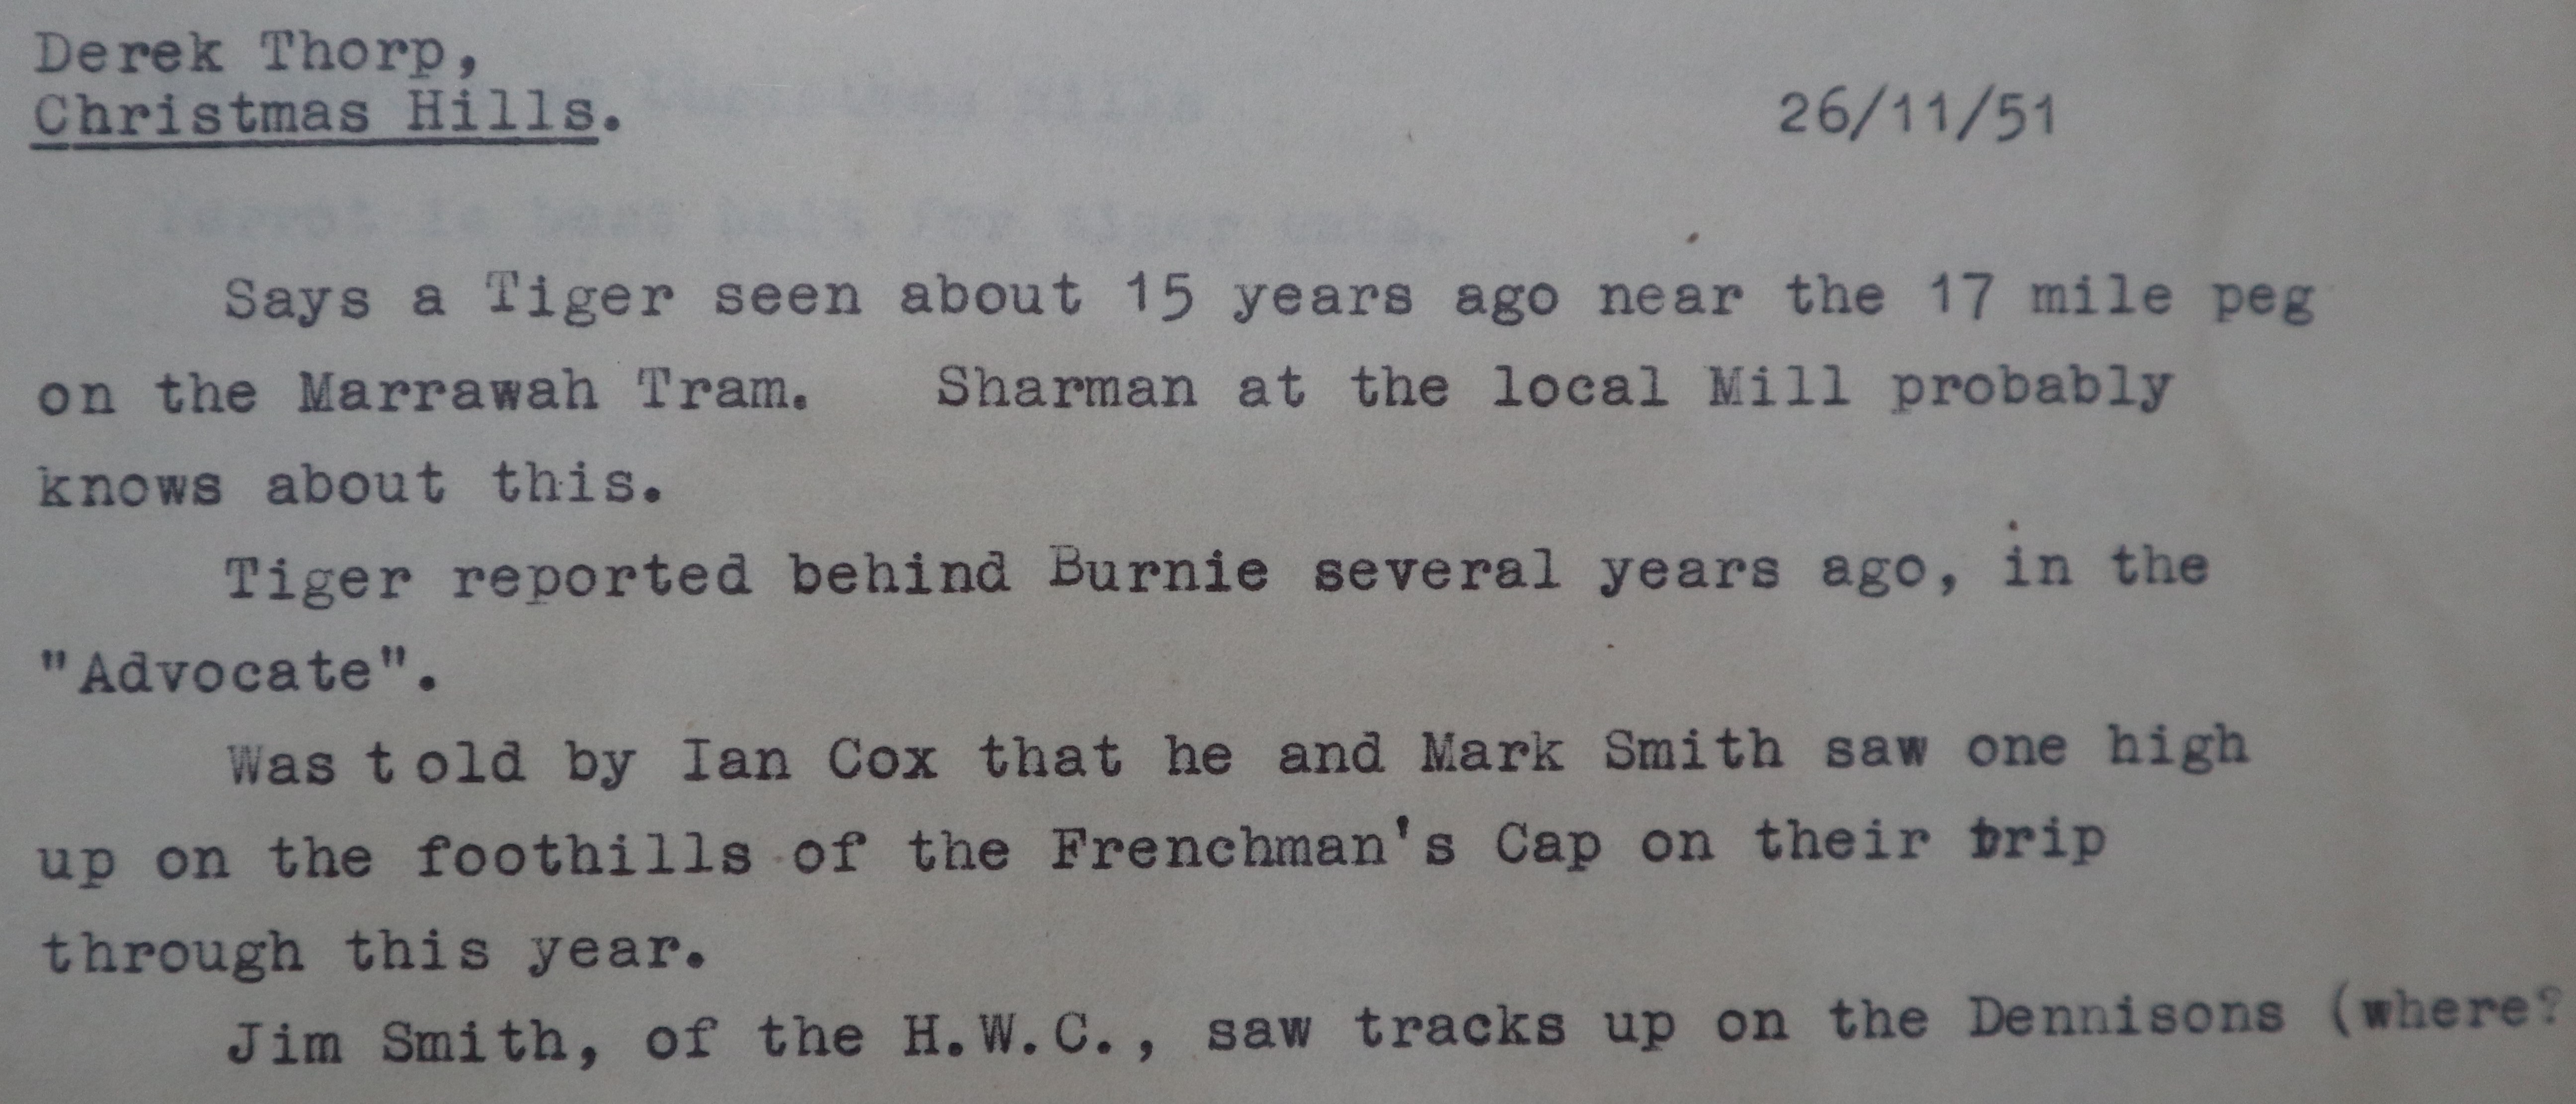 Derek Thorp,
Christmas Hills.
26/11/51
Says a Tiger seen about 15 years ago near the 17 mile peg
on the Marrawah Tram. Sharman at the local Mill probably
knows about this.
Tiger reported behind Burnie several years ago, in the
"Advocate".
Was told by Ian Cox that he and Mark Smith saw one high
up on the foothills of the Frenchman's Cap on their trip
through this year.
Jim Smith, of the H.W.C., saw tracks up on the Dennisons (where?